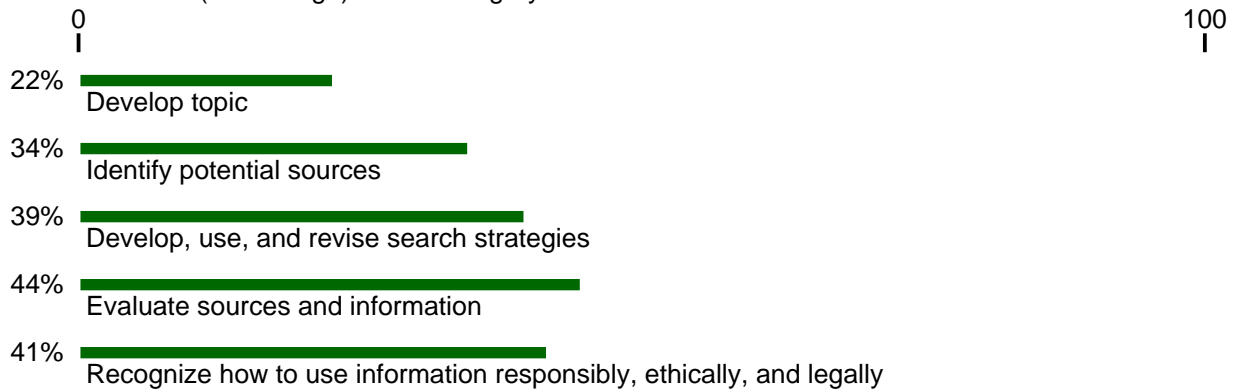 0 100
22%
Develop topic
34%
Identify potential sources
39%
Develop, use, and revise search strategies
44%
Evaluate sources and information
41%
Recognize how to use information responsibly, ethically, and legally